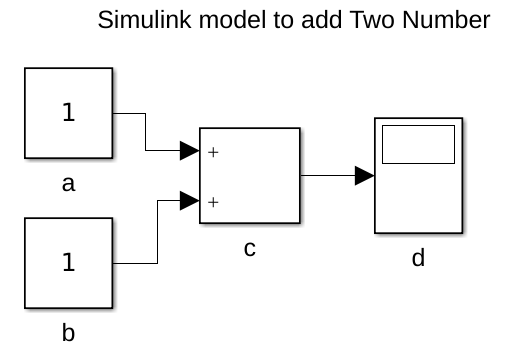 Simulink model to add Two Number
1
a
+
+
c
d
1
b